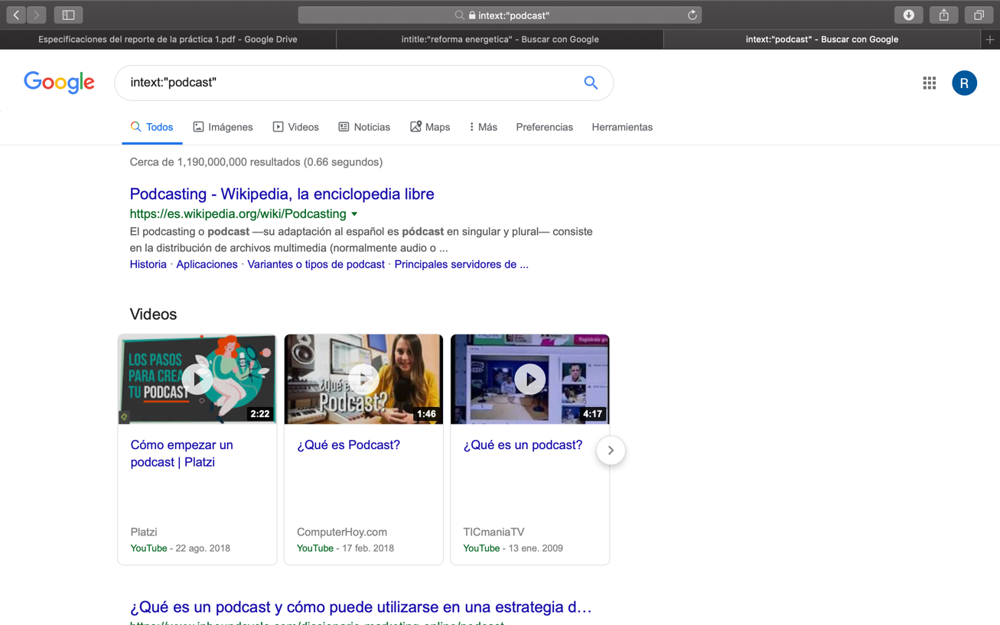 intext:"podcast"
Especificaciones del reporte de la práctica 1.pdf - Google Drive
intitle:"reforma energetica" - Buscar con Google
intext:"podcast" - Buscar con Google
Google
intext:"podcast"
R
Todos
Imágenes
Videos
Noticias
Maps
Más
Preferencias
Herramientas
Cerca de 1,190,000,000 resultados (0.66 segundos)
Podcasting - Wikipedia, la enciclopedia libre
https://es.wikipedia.org/wiki/Podcasting
El podcasting o podcast —su adaptación al español es pódcast en singular y plural— consiste
en la distribución de archivos multimedia (normalmente audio o ...
Historia · Aplicaciones · Variantes o tipos de podcast · Principales servidores de ...
Videos
LOS PASOS
PARA CREAR
TU PODCAST
2:22
Cómo empezar un
podcast | Platzi
Platzi
YouTube - 22 ago. 2018
¿Qué es
Podcast?
1:46
¿Qué es Podcast?
ComputerHoy.com
YouTube - 17 feb. 2018
4:17
¿Qué es un podcast?
TICmaniaTV
YouTube - 13 ene. 2009
¿Qué es un podcast y cómo puede utilizarse en una estrategia d...